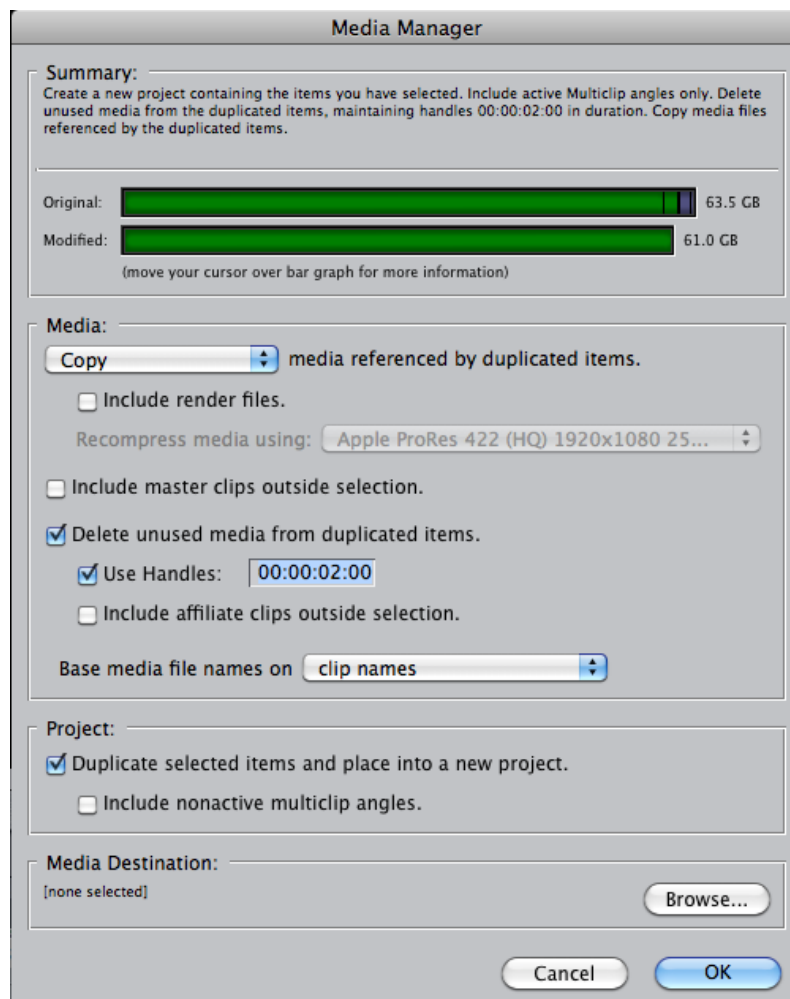 Media Manager
Summary:
Create a new project containing the items you have selected. Include active Multiclip angles only. Delete
unused media from the duplicated items, maintaining handles 00:00:02:00 in duration. Copy media files
referenced by the duplicated items.
Original: 63.5 GB
Modified: 61.0 GB
(move your cursor over bar graph for more information)
Media:
Copy media referenced by duplicated items.
Include render files.
Recompress media using: Apple ProRes 422 (HQ) 1920x1080 25...
Include master clips outside selection.
Delete unused media from duplicated items.
Use Handles: 00:00:02:00
Include affiliate clips outside selection.
Base media file names on clip names
Project:
Duplicate selected items and place into a new project.
Include nonactive multiclip angles.
Media Destination:
[none selected]
Browse...
Cancel OK